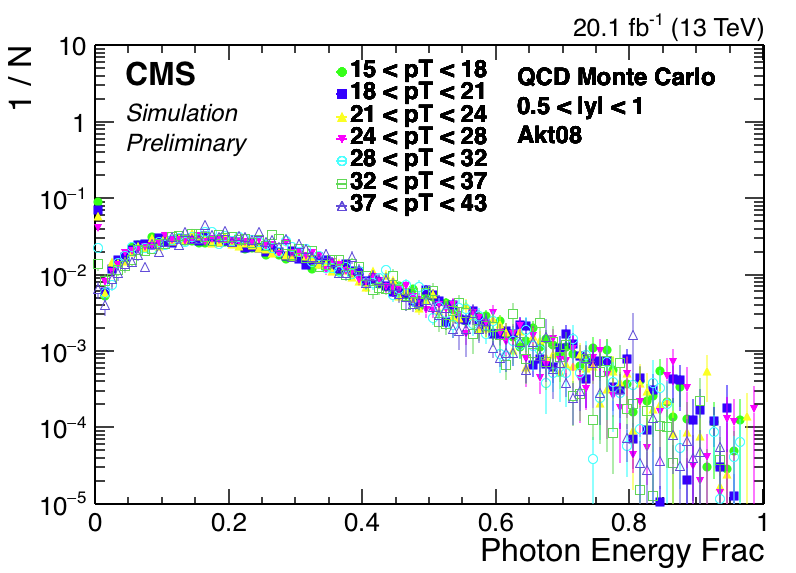 20.1 fb⁻¹ (13 TeV)
1 / N
CMS
Simulation
Preliminary
15 < pT < 18
18 < pT < 21
21 < pT < 24
24 < pT < 28
28 < pT < 32
32 < pT < 37
37 < pT < 43
QCD Monte Carlo
0.5 < |y| < 1
Akt08
10
1
10⁻¹
10⁻²
10⁻³
10⁻⁴
10⁻⁵
0 0.2 0.4 0.6 0.8 1
Photon Energy Frac